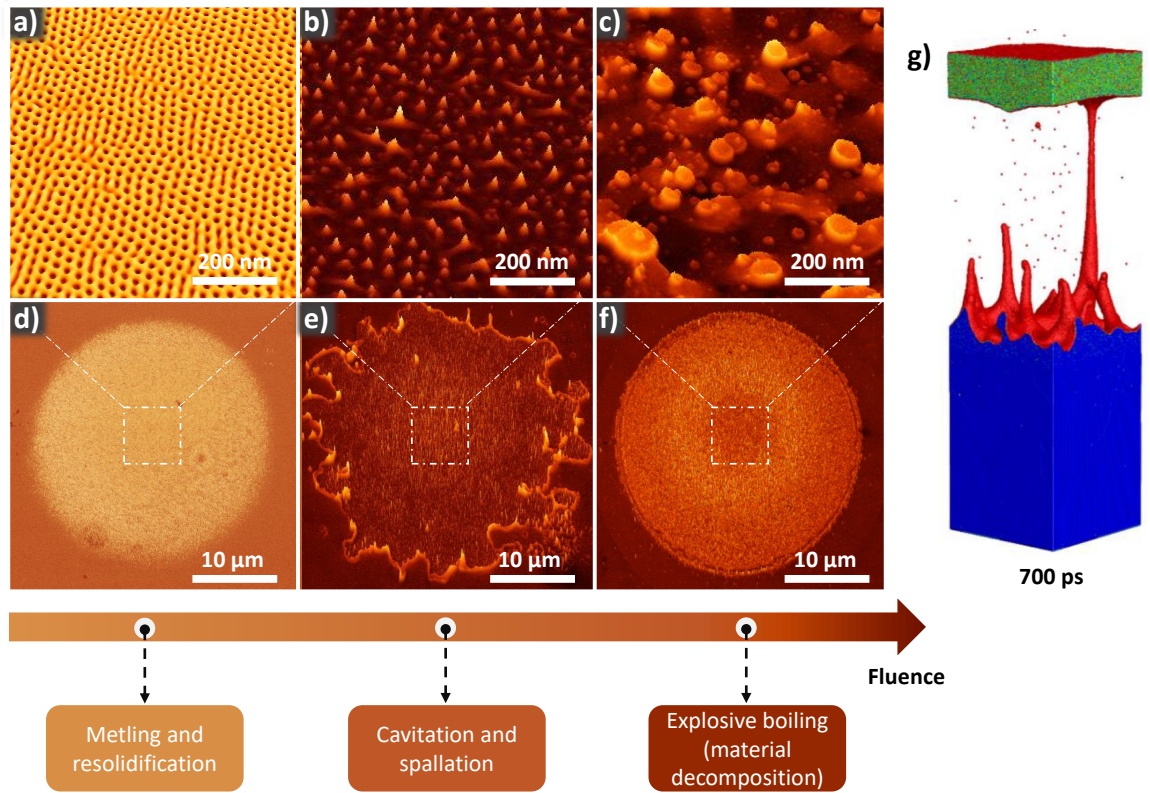 a)
b)
c)
g)
200 nm
200 nm
200 nm
d)
e)
f)
10 µm
10 µm
10 µm
700 ps
Fluence
Metling and
resolidification
Cavitation and
spallation
Explosive boiling
(material
decomposition)